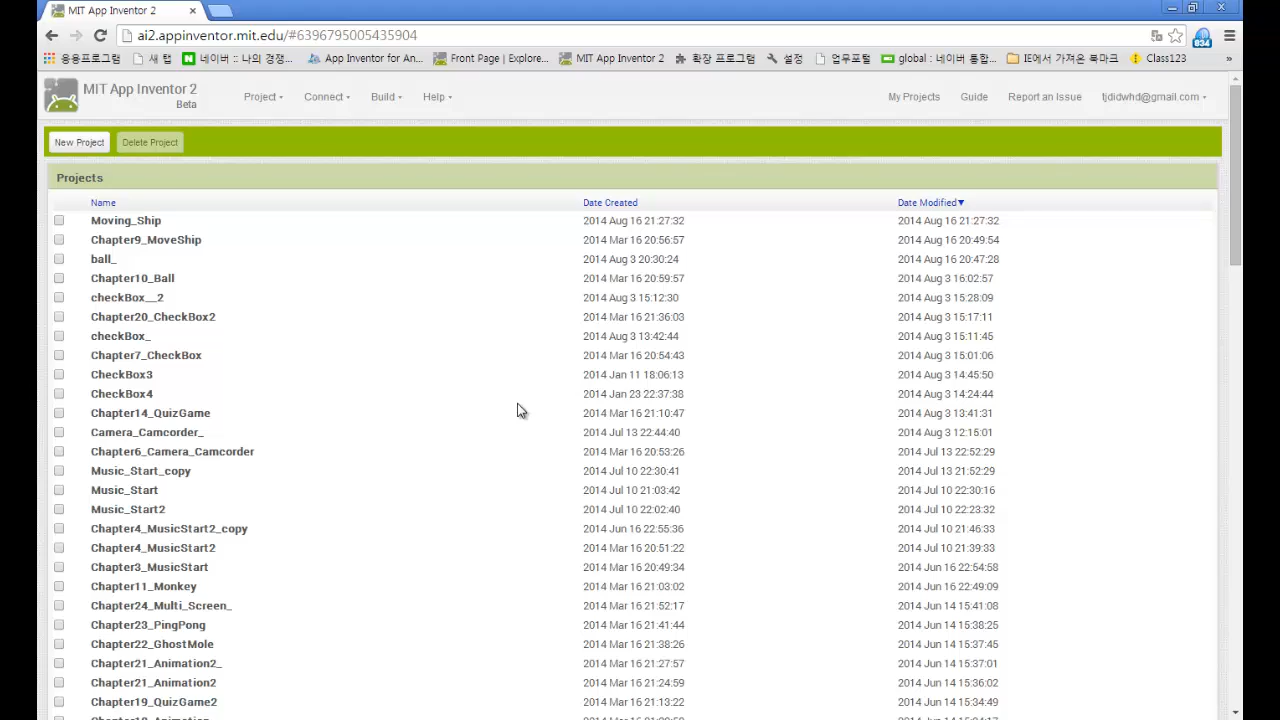 MIT App Inventor 2
ai2.appinventor.mit.edu/#6396795005435904
834
응용프로그램 새 탭 네이버 :: 나의 경쟁... App Inventor for An... Front Page | Explore... MIT App Inventor 2 확장 프로그램 설정 업무포털 global : 네이버 통합... IE에서 가져온 북마크 Class123 »
MIT App Inventor 2
Beta
Project Connect Build Help My Projects Guide Report an Issue tjdidwhd@gmail.com
New Project Delete Project
Projects
Name Date Created Date Modified
Moving_Ship 2014 Aug 16 21:27:32 2014 Aug 16 21:27:32
Chapter9_MoveShip 2014 Mar 16 20:56:57 2014 Aug 16 20:49:54
ball_ 2014 Aug 3 20:30:24 2014 Aug 16 20:47:28
Chapter10_Ball 2014 Mar 16 20:59:57 2014 Aug 3 16:02:57
checkBox__2 2014 Aug 3 15:12:30 2014 Aug 3 15:28:09
Chapter20_CheckBox2 2014 Mar 16 21:36:03 2014 Aug 3 15:17:11
checkBox_ 2014 Aug 3 13:42:44 2014 Aug 3 15:11:45
Chapter7_CheckBox 2014 Mar 16 20:54:43 2014 Aug 3 15:01:06
CheckBox3 2014 Jan 11 18:06:13 2014 Aug 3 14:45:50
CheckBox4 2014 Jan 23 22:37:38 2014 Aug 3 14:24:44
Chapter14_QuizGame 2014 Mar 16 21:10:47 2014 Aug 3 13:41:31
Camera_Camcorder_ 2014 Jul 13 22:44:40 2014 Aug 3 12:15:01
Chapter6_Camera_Camcorder 2014 Mar 16 20:53:26 2014 Jul 13 22:52:29
Music_Start_copy 2014 Jul 10 22:30:41 2014 Jul 13 21:52:29
Music_Start 2014 Jul 10 21:03:42 2014 Jul 10 22:30:16
Music_Start2 2014 Jul 10 22:02:40 2014 Jul 10 22:23:32
Chapter4_MusicStart2_copy 2014 Jun 16 22:55:36 2014 Jul 10 21:46:33
Chapter4_MusicStart2 2014 Mar 16 20:51:22 2014 Jul 10 21:39:33
Chapter3_MusicStart 2014 Mar 16 20:49:34 2014 Jun 16 22:54:58
Chapter11_Monkey 2014 Mar 16 21:03:02 2014 Jun 16 22:49:09
Chapter24_Multi_Screen_ 2014 Mar 16 21:52:17 2014 Jun 14 15:41:08
Chapter23_PingPong 2014 Mar 16 21:41:44 2014 Jun 14 15:38:25
Chapter22_GhostMole 2014 Mar 16 21:38:26 2014 Jun 14 15:37:45
Chapter21_Animation2_ 2014 Mar 16 21:27:57 2014 Jun 14 15:37:01
Chapter21_Animation2 2014 Mar 16 21:24:59 2014 Jun 14 15:36:02
Chapter19_QuizGame2 2014 Mar 16 21:13:22 2014 Jun 14 15:34:49